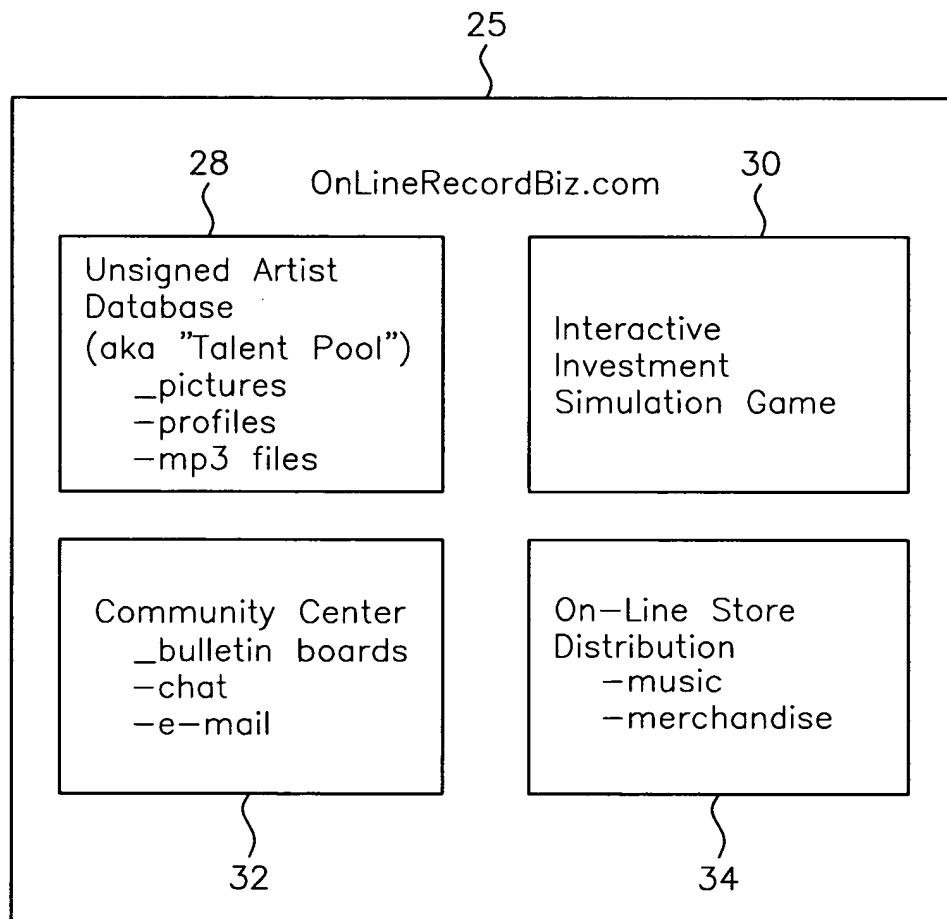 25
28
OnLineRecordBiz.com
30
Unsigned Artist
Database
(aka "Talent Pool")
_pictures
-profiles
-mp3 files
Interactive
Investment
Simulation Game
Community Center
_bulletin boards
-chat
-e-mail
On-Line Store
Distribution
-music
-merchandise
32
34